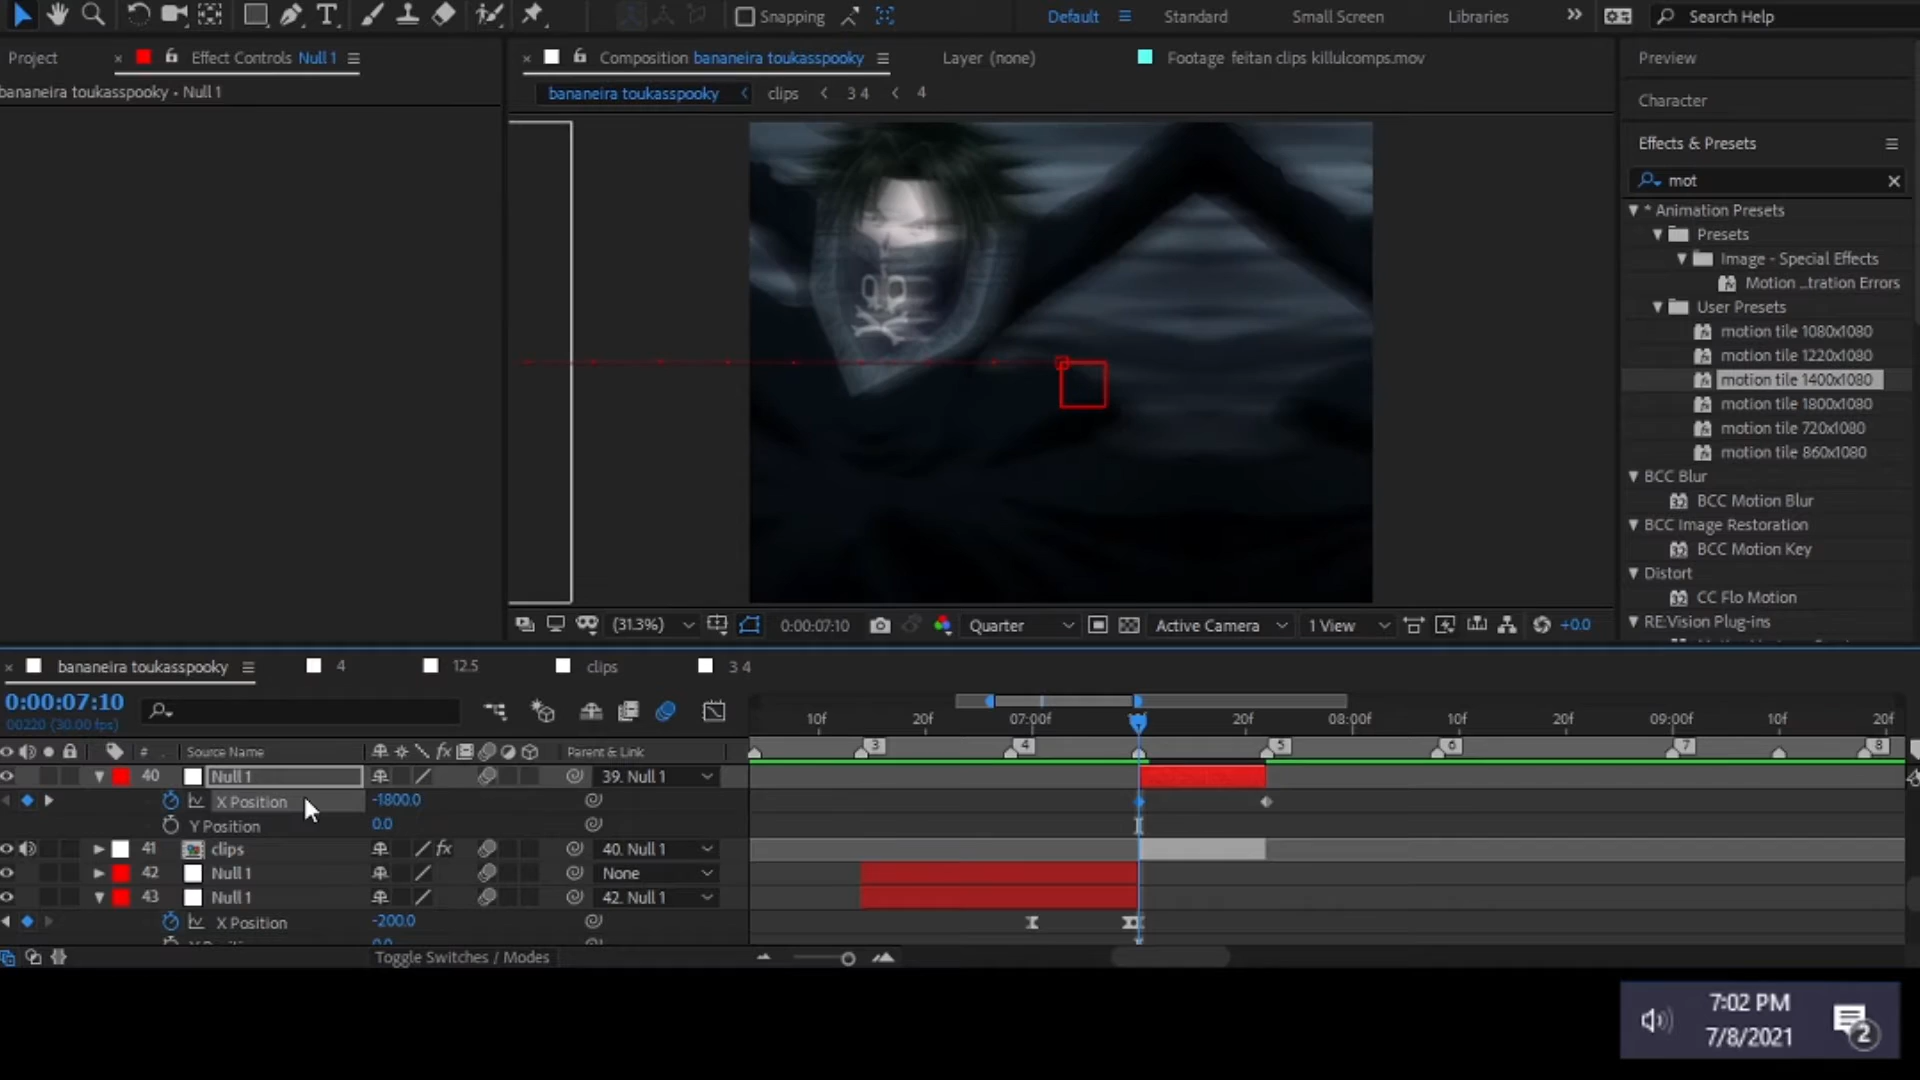 Snapping
Default
Standard
Small Screen
Libraries
Search Help
Project
Effect Controls Null 1
Composition bananeira toukasspooky
Layer (none)
Footage feitan clips killulcomps.mov
Preview
bananeira toukasspooky • Null 1
bananeira toukasspooky
clips
3 4
4
Character
Effects & Presets
mot
* Animation Presets
Presets
Image - Special Effects
Motion ...tration Errors
User Presets
motion tile 1080x1080
motion tile 1220x1080
motion tile 1400x1080
motion tile 1800x1080
motion tile 720x1080
motion tile 860x1080
BCC Blur
BCC Motion Blur
BCC Image Restoration
BCC Motion Key
Distort
CC Flo Motion
RE:Vision Plug-ins
(31.3%)
0:00:07:10
Quarter
Active Camera
1 View
+0.0
bananeira toukasspooky
4
12.5
clips
3 4
0:00:07:10
00220 (30.00 fps)
10f 20f 07:00f 20f 08:00f 10f 20f 09:00f 10f 20f
# Source Name
fx
Parent & Link
3 4 5 6 7 8
40 Null 1
39. Null 1
X Position
-1800.0
Y Position
0.0
41 clips
fx
40. Null 1
42 Null 1
None
43 Null 1
42. Null 1
X Position
-200.0
Toggle Switches / Modes
7:02 PM
7/8/2021
2